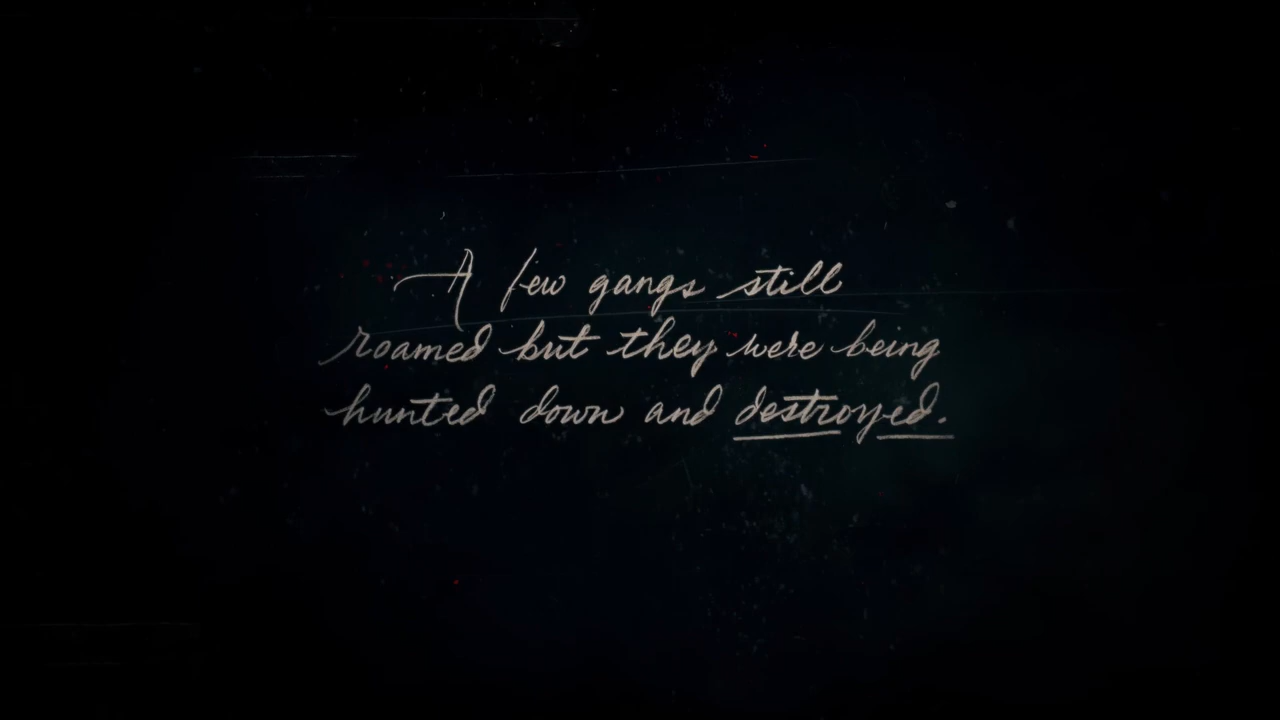 A few gangs still
roamed but they were being
hunted down and destroyed.